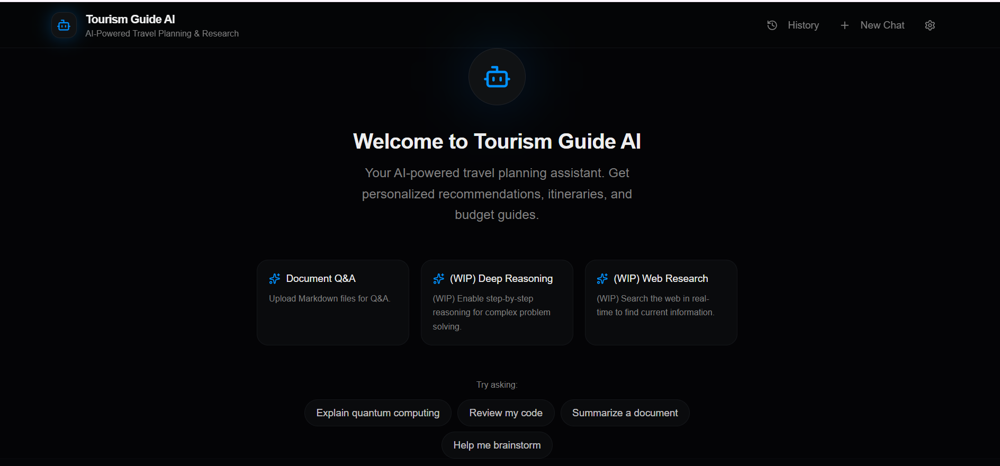 Tourism Guide AI
AI-Powered Travel Planning & Research
History
New Chat
Welcome to Tourism Guide AI
Your AI-powered travel planning assistant. Get
personalized recommendations, itineraries, and
budget guides.
Document Q&A
Upload Markdown files for Q&A.
(WIP) Deep Reasoning
(WIP) Enable step-by-step
reasoning for complex problem
solving.
(WIP) Web Research
(WIP) Search the web in real-
time to find current information.
Try asking:
Explain quantum computing
Review my code
Summarize a document
Help me brainstorm